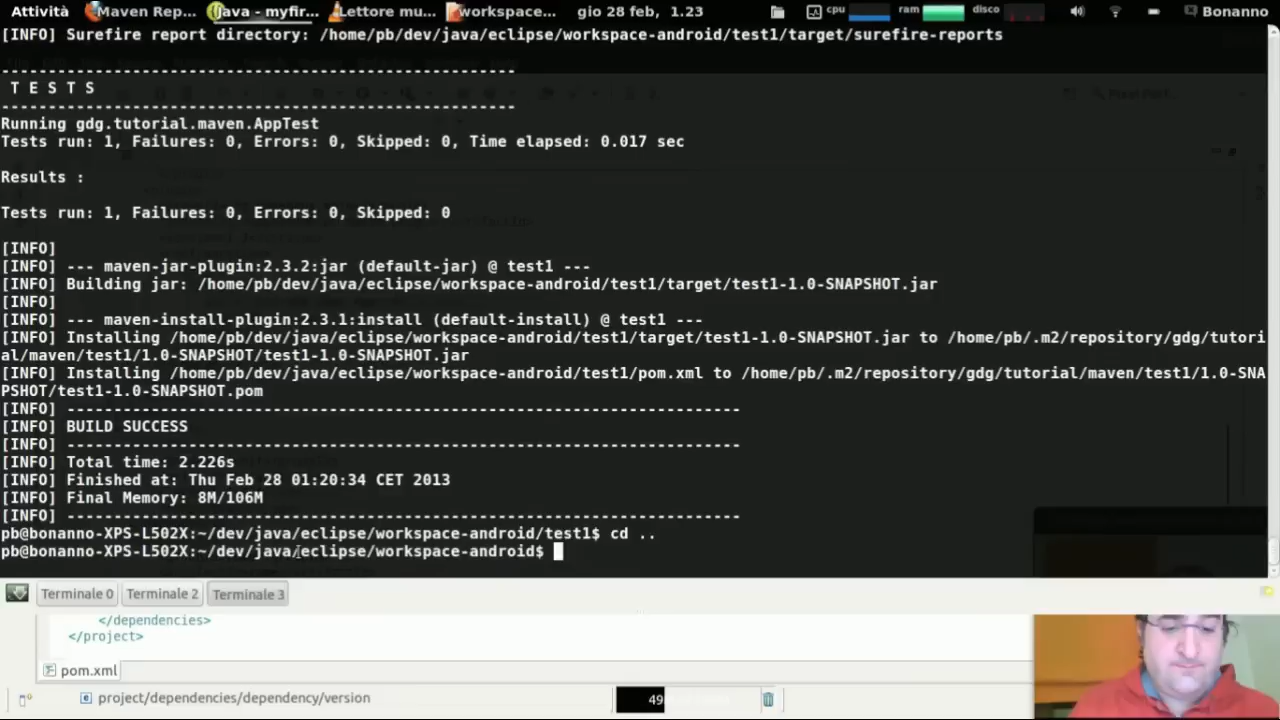 Attività Maven Rep... Java - myfir... Lettore mu... workspace... gio 28 feb, 1.23 cpu ram disco Bonanno
[INFO] Surefire report directory: /home/pb/dev/java/eclipse/workspace-android/test1/target/surefire-reports
-------------------------------------------------------
T E S T S
-------------------------------------------------------
Running gdg.tutorial.maven.AppTest
Tests run: 1, Failures: 0, Errors: 0, Skipped: 0, Time elapsed: 0.017 sec
Results :
Tests run: 1, Failures: 0, Errors: 0, Skipped: 0
[INFO]
[INFO] --- maven-jar-plugin:2.3.2:jar (default-jar) @ test1 ---
[INFO] Building jar: /home/pb/dev/java/eclipse/workspace-android/test1/target/test1-1.0-SNAPSHOT.jar
[INFO]
[INFO] --- maven-install-plugin:2.3.1:install (default-install) @ test1 ---
[INFO] Installing /home/pb/dev/java/eclipse/workspace-android/test1/target/test1-1.0-SNAPSHOT.jar to /home/pb/.m2/repository/gdg/tutori
al/maven/test1/1.0-SNAPSHOT/test1-1.0-SNAPSHOT.jar
[INFO] Installing /home/pb/dev/java/eclipse/workspace-android/test1/pom.xml to /home/pb/.m2/repository/gdg/tutorial/maven/test1/1.0-SNA
PSHOT/test1-1.0-SNAPSHOT.pom
[INFO] ------------------------------------------------------------------------
[INFO] BUILD SUCCESS
[INFO] ------------------------------------------------------------------------
[INFO] Total time: 2.226s
[INFO] Finished at: Thu Feb 28 01:20:34 CET 2013
[INFO] Final Memory: 8M/106M
[INFO] ------------------------------------------------------------------------
pb@bonanno-XPS-L502X:~/dev/java/eclipse/workspace-android/test1$ cd ..
pb@bonanno-XPS-L502X:~/dev/java/eclipse/workspace-android$
Terminale 0 Terminale 2 Terminale 3
</dependencies>
</project>
pom.xml
project/dependencies/dependency/version